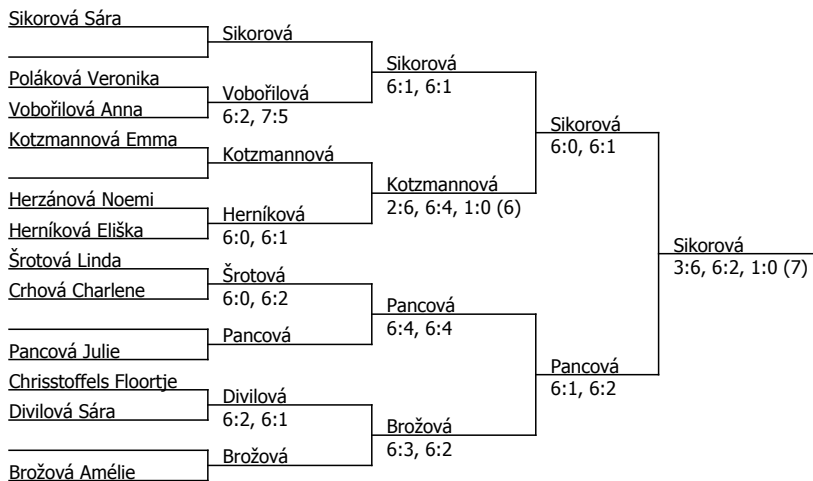 Sikorová Sára
Poláková Veronika
Vobořilová Anna
Kotzmannová Emma
Herzánová Noemi
Herníková Eliška
Šrotová Linda
Crhová Charlene
Pancová Julie
Chrisstoffels Floortje
Divilová Sára
Brožová Amélie
Sikorová
Vobořilová
6:2, 7:5
Kotzmannová
Herníková
6:0, 6:1
Šrotová
6:0, 6:2
Pancová
Divilová
6:2, 6:1
Brožová
Sikorová
6:1, 6:1
Kotzmannová
2:6, 6:4, 1:0 (6)
Pancová
6:4, 6:4
Brožová
6:3, 6:2
Sikorová
6:0, 6:1
Pancová
6:1, 6:2
Sikorová
3:6, 6:2, 1:0 (7)